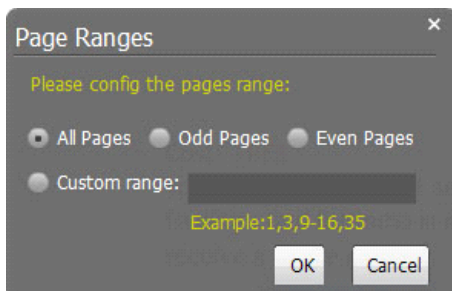 Page Ranges
Please config the pages range:
All Pages Odd Pages Even Pages
Custom range:
Example:1,3,9-16,35
OK Cancel